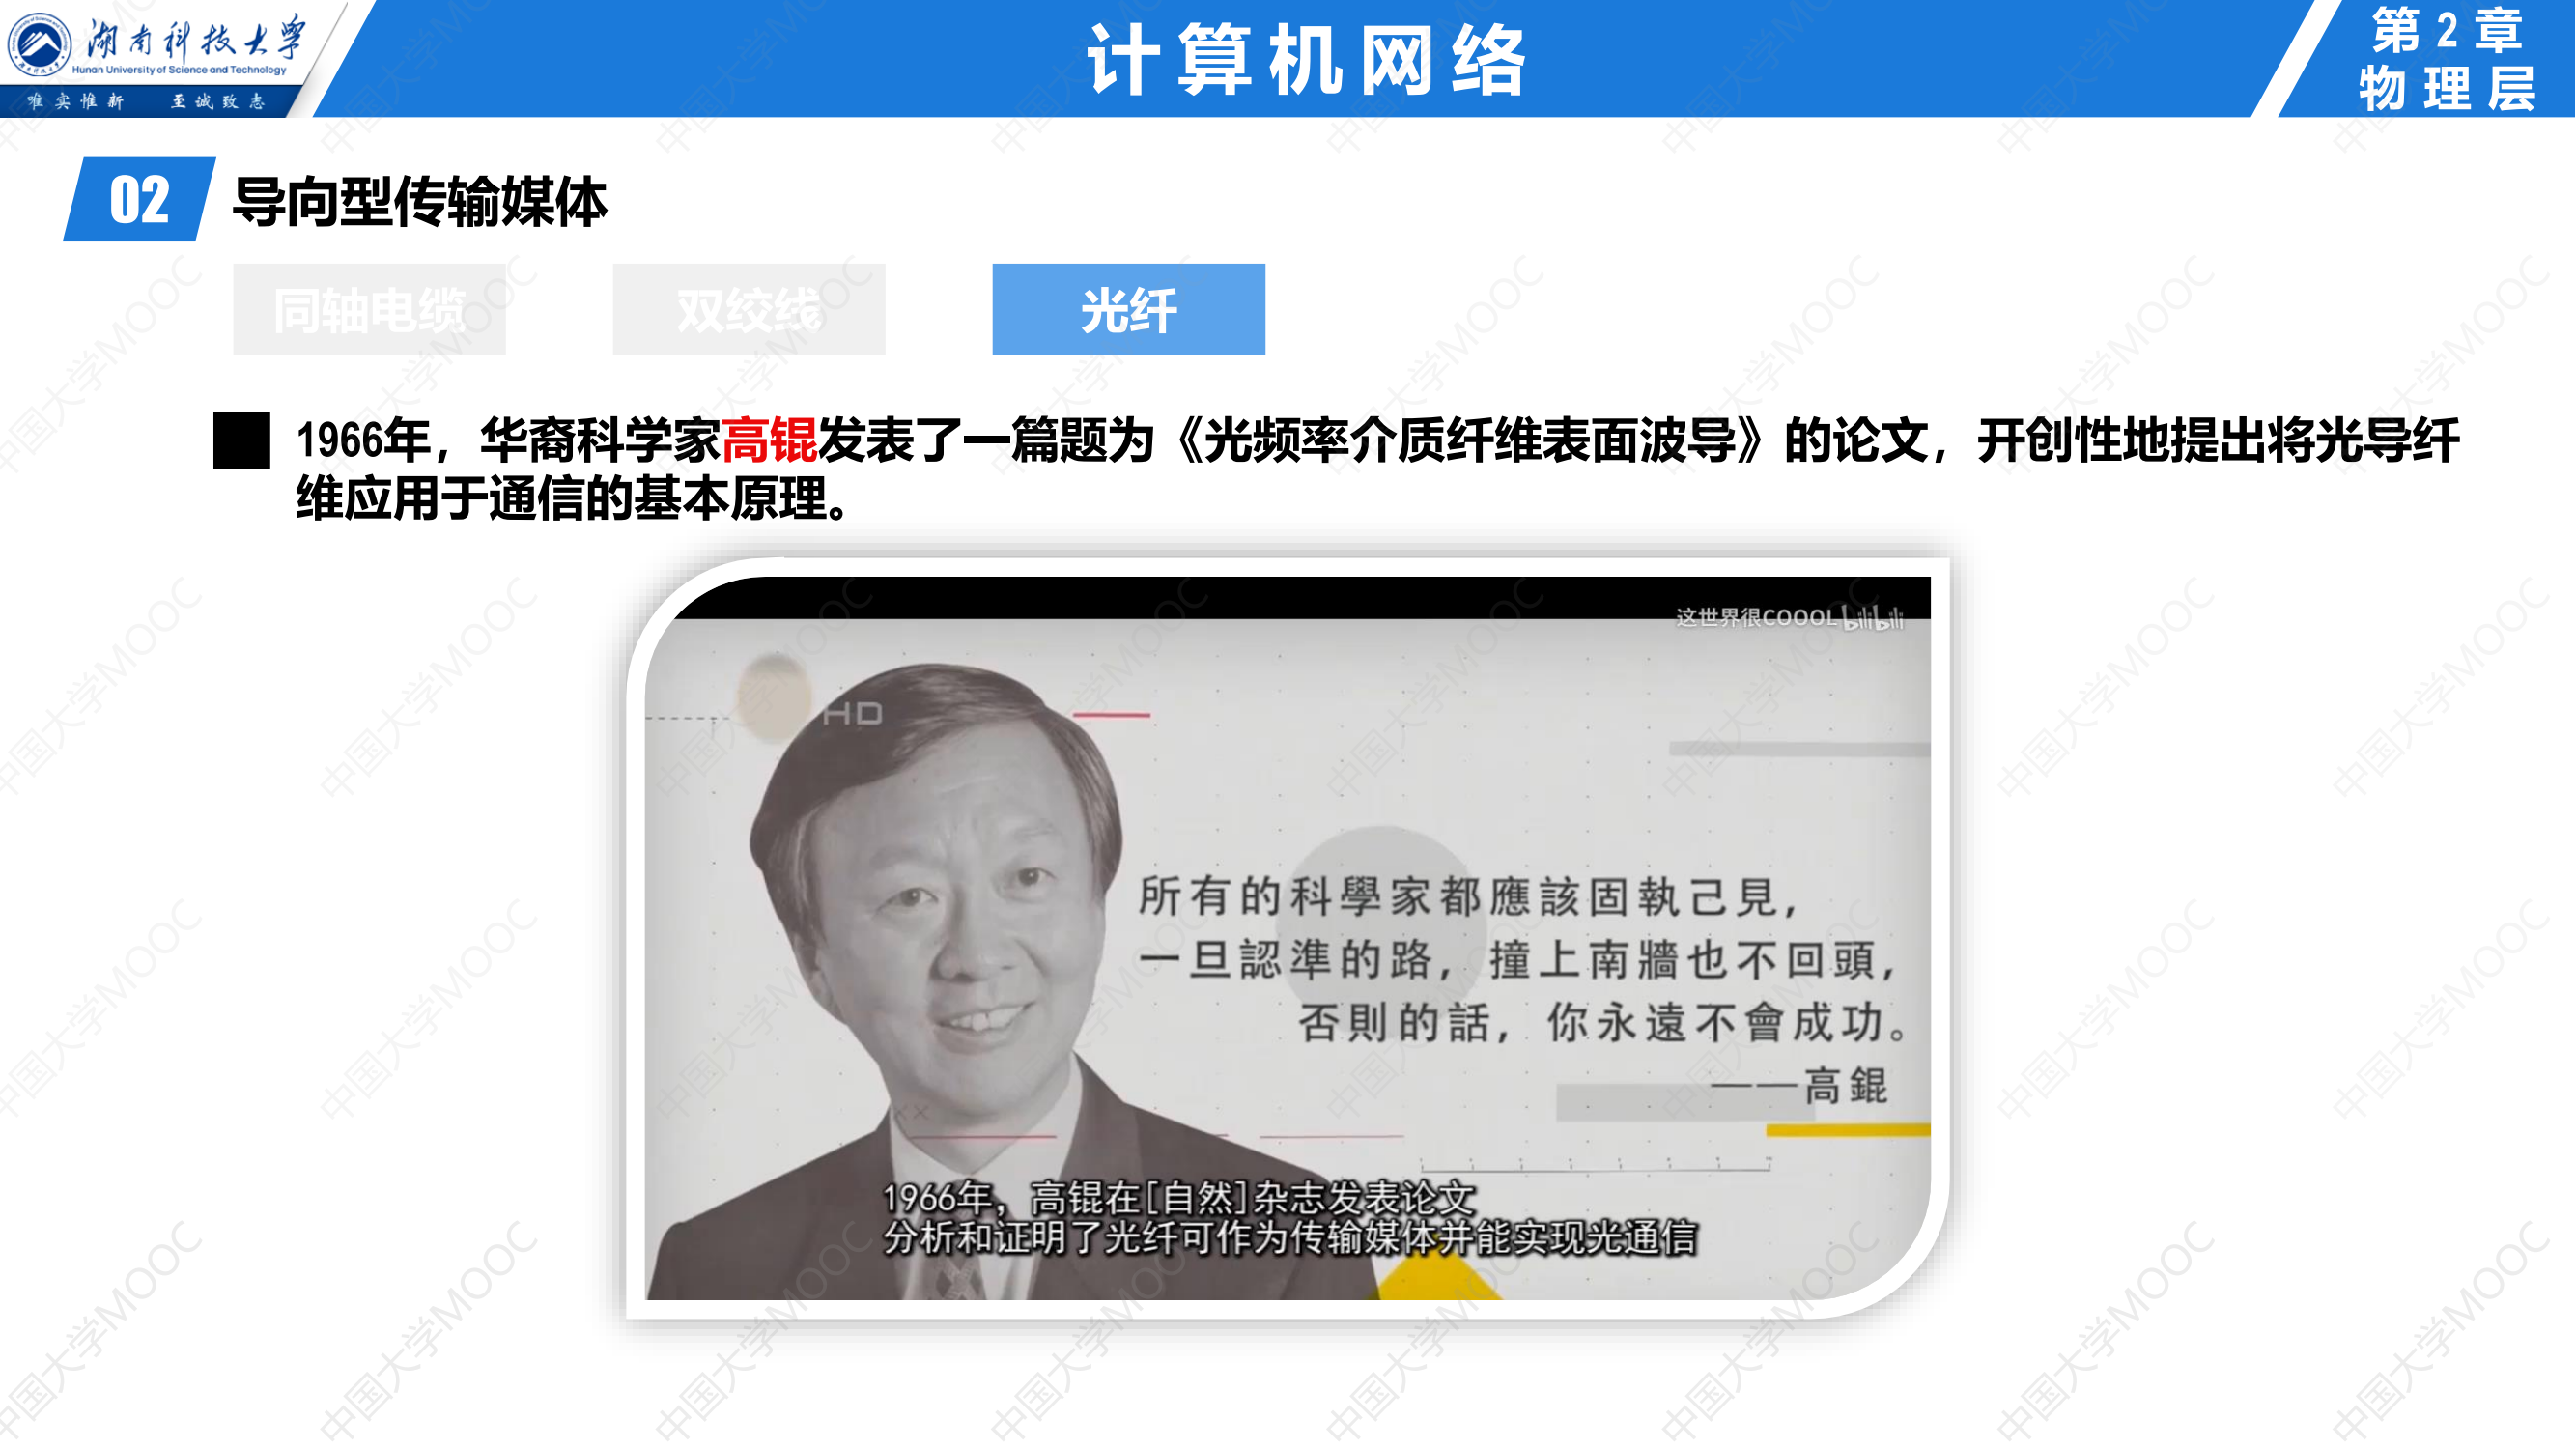 湖南科技大学
Hunan University of Science and Technology
唯实惟新 至诚致志
计算机网络
第2章
物理层
02 导向型传输媒体
同轴电缆 双绞线 光纤
1966年，华裔科学家高锟发表了一篇题为《光频率介质纤维表面波导》的论文，开创性地提出将光导纤
维应用于通信的基本原理。
这世界很COOOL bilibili
HD
所有的科學家都應該固執己見，
一旦認準的路，撞上南牆也不回頭，
否則的話，你永遠不會成功。
——高錕
1966年，高锟在[自然]杂志发表论文
分析和证明了光纤可作为传输媒体并能实现光通信
中国大学MOOC